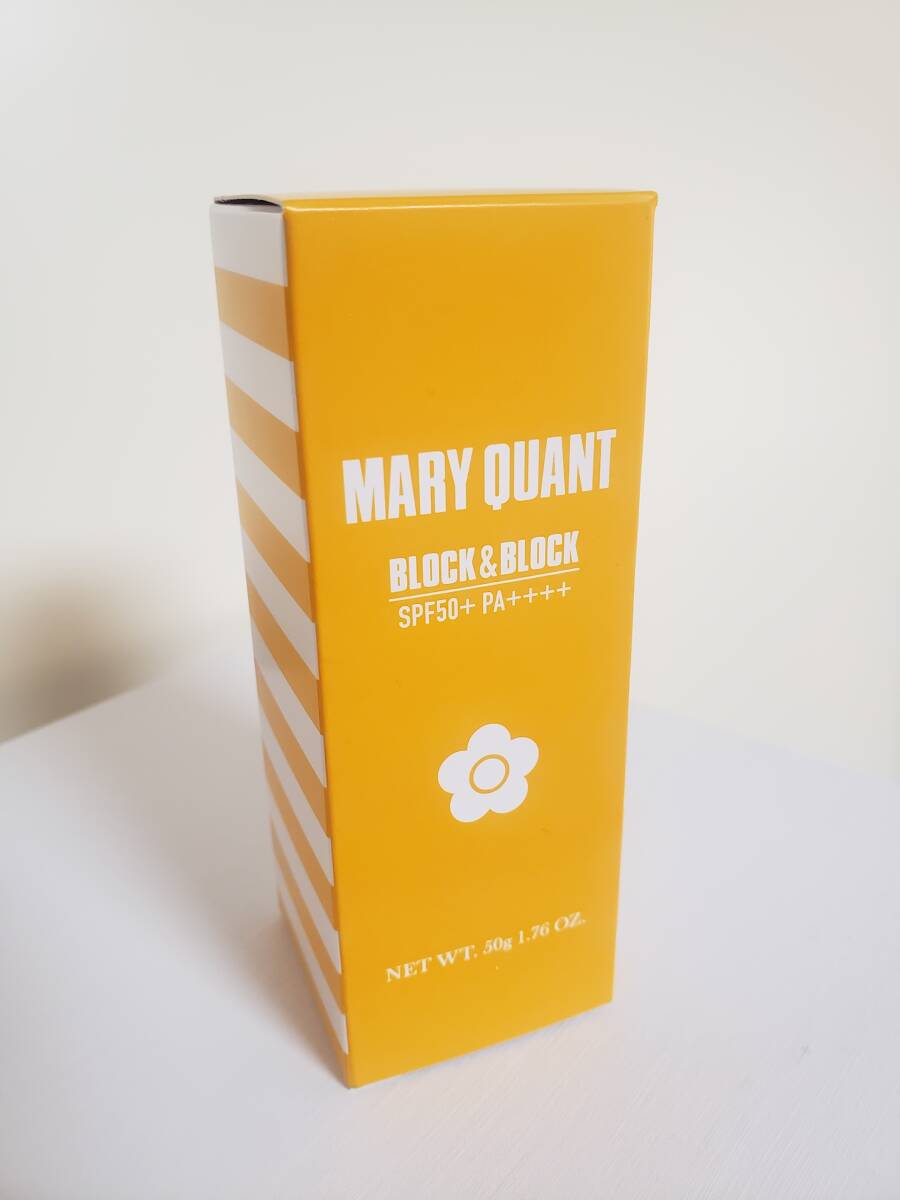 MARY QUANT
BLOCK&BLOCK
SPF50+ PA++++
NET WT. 50g 1.76 OZ.